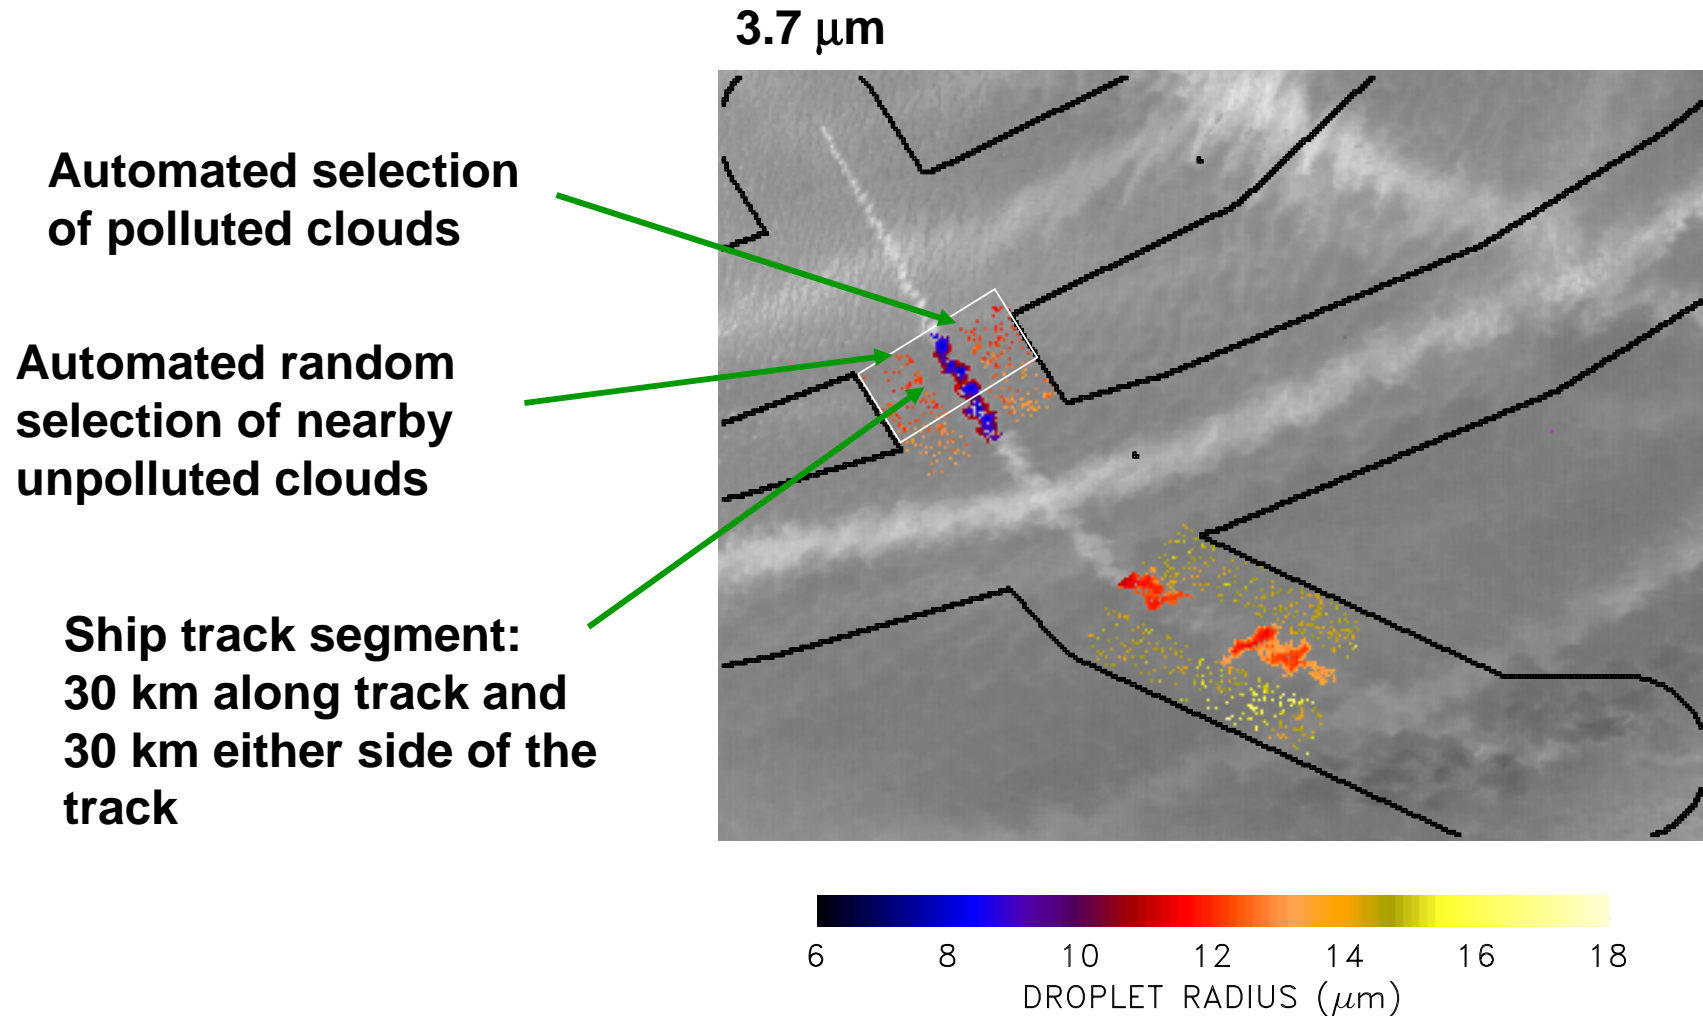 3.7 μm
Automated selection
of polluted clouds
Automated random
selection of nearby
unpolluted clouds
Ship track segment:
30 km along track and
30 km either side of the
track
6 8 10 12 14 16 18
DROPLET RADIUS (μm)